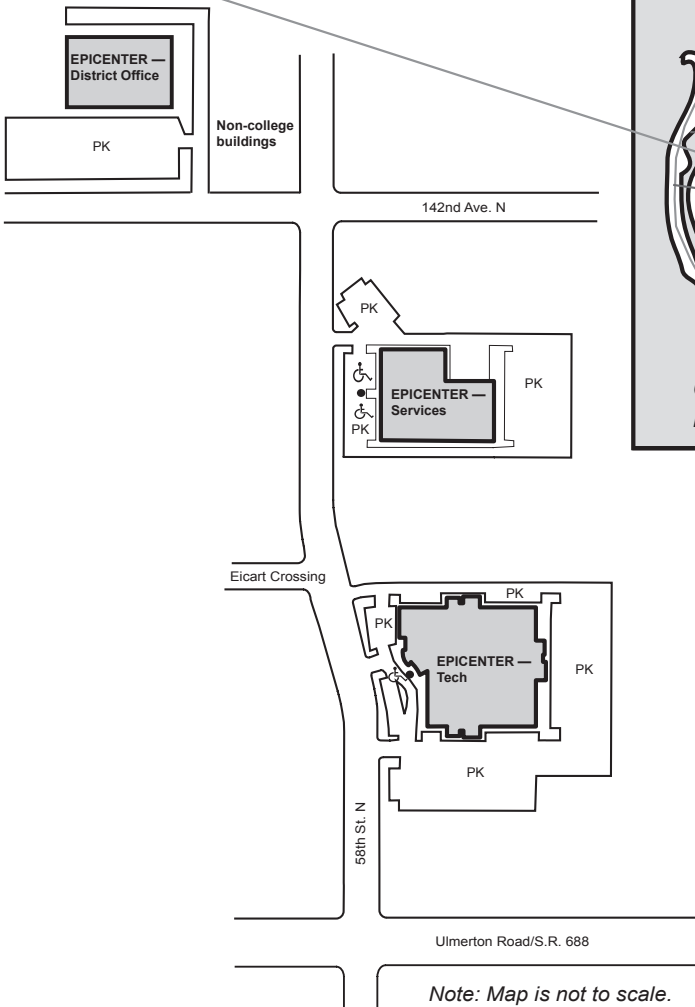 EPICENTER —
District Office
PK
Non-college
buildings
142nd Ave. N
PK
EPICENTER —
Services
PK
PK
Eicart Crossing
PK
PK
EPICENTER —
Tech
PK
PK
58th St. N
Ulmerton Road/S.R. 688
Note: Map is not to scale.